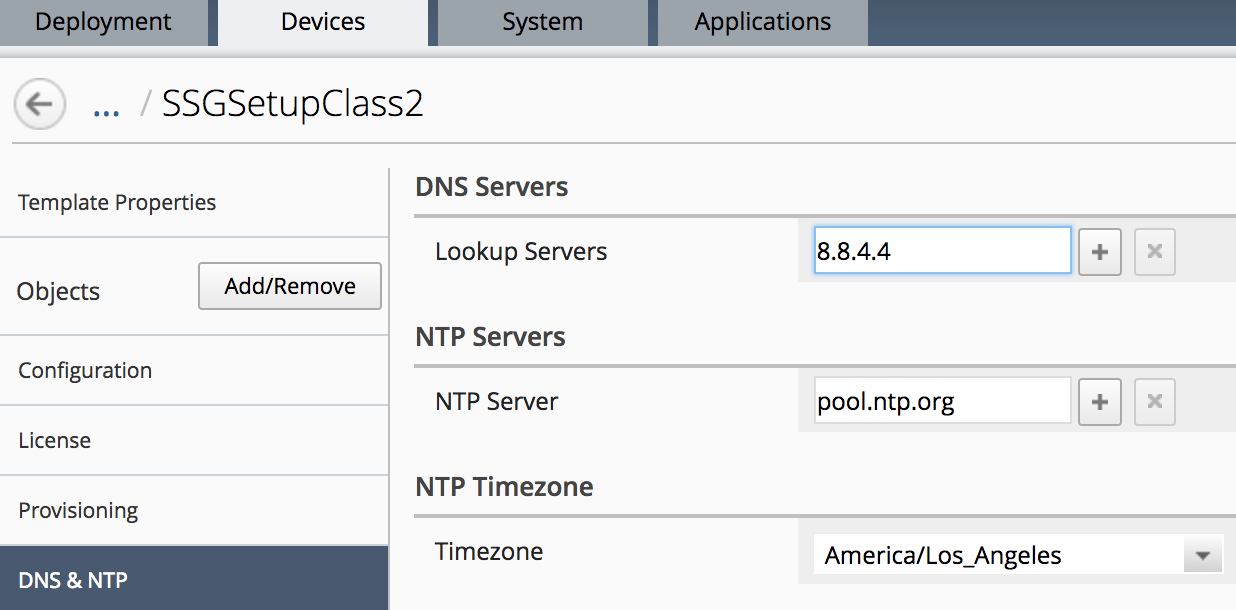 Deployment Devices System Applications
... / SSGSetupClass2
Template Properties
Objects Add/Remove
Configuration
License
Provisioning
DNS & NTP
DNS Servers
Lookup Servers 8.8.4.4
NTP Servers
NTP Server pool.ntp.org
NTP Timezone
Timezone America/Los_Angeles